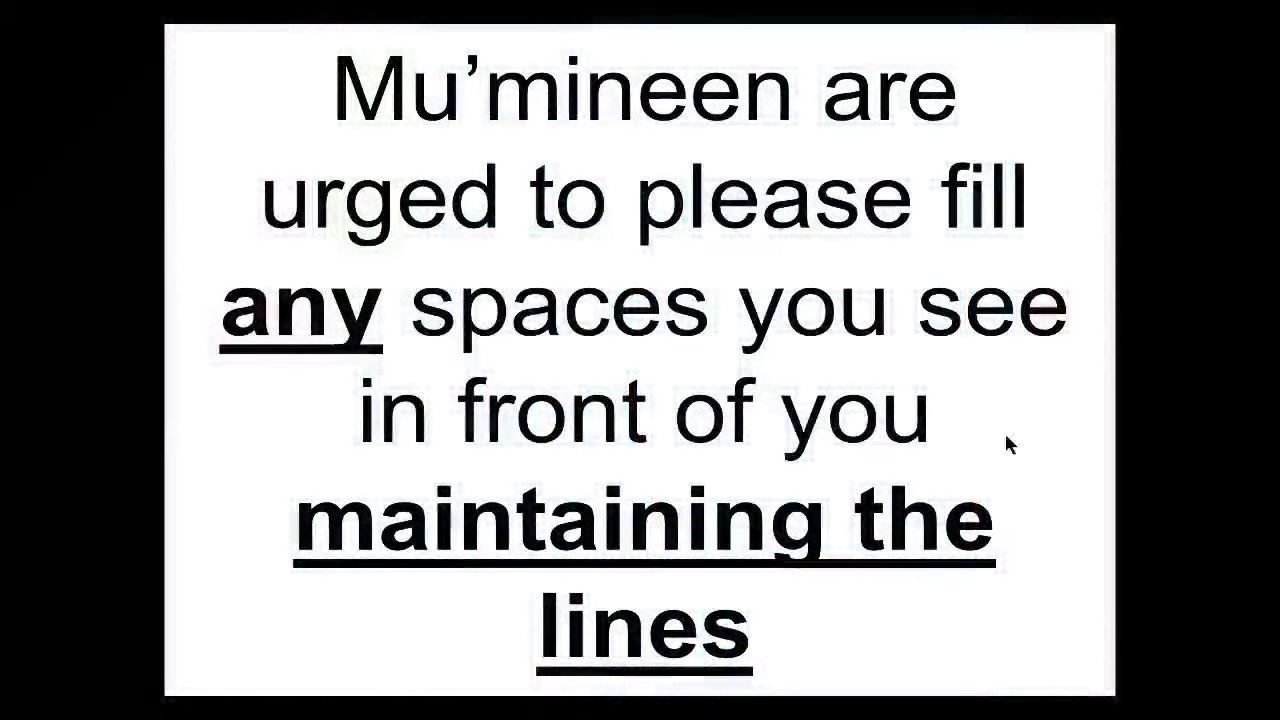 Mu’mineen are
urged to please fill
any spaces you see
in front of you
maintaining the
lines